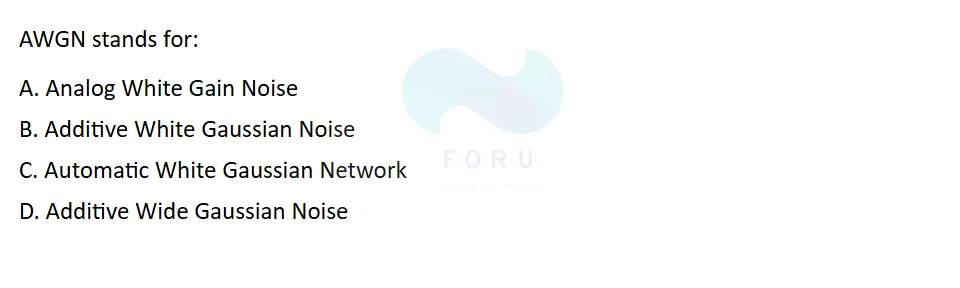 AWGN stands for:
A. Analog White Gain Noise
B. Additive White Gaussian Noise
C. Automatic White Gaussian Network
D. Additive Wide Gaussian Noise
FORU